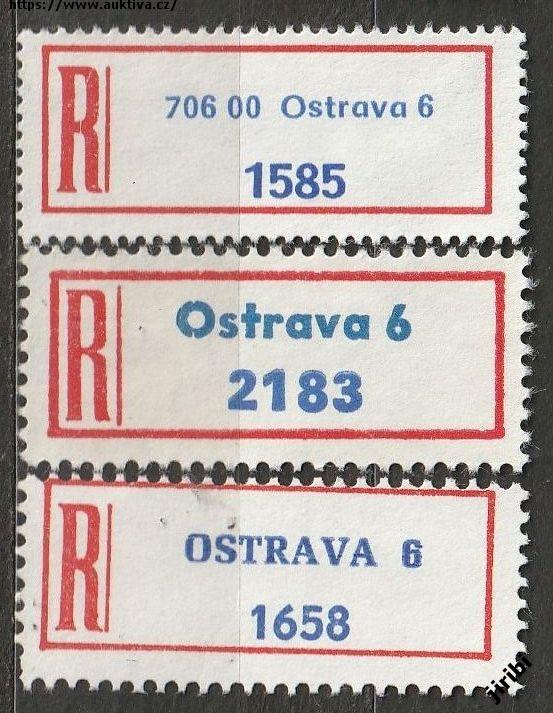 https://www.auktiva.cz/
R
706 00 Ostrava 6
1585
R
Ostrava 6
2183
R
OSTRAVA 6
1658
jiribi